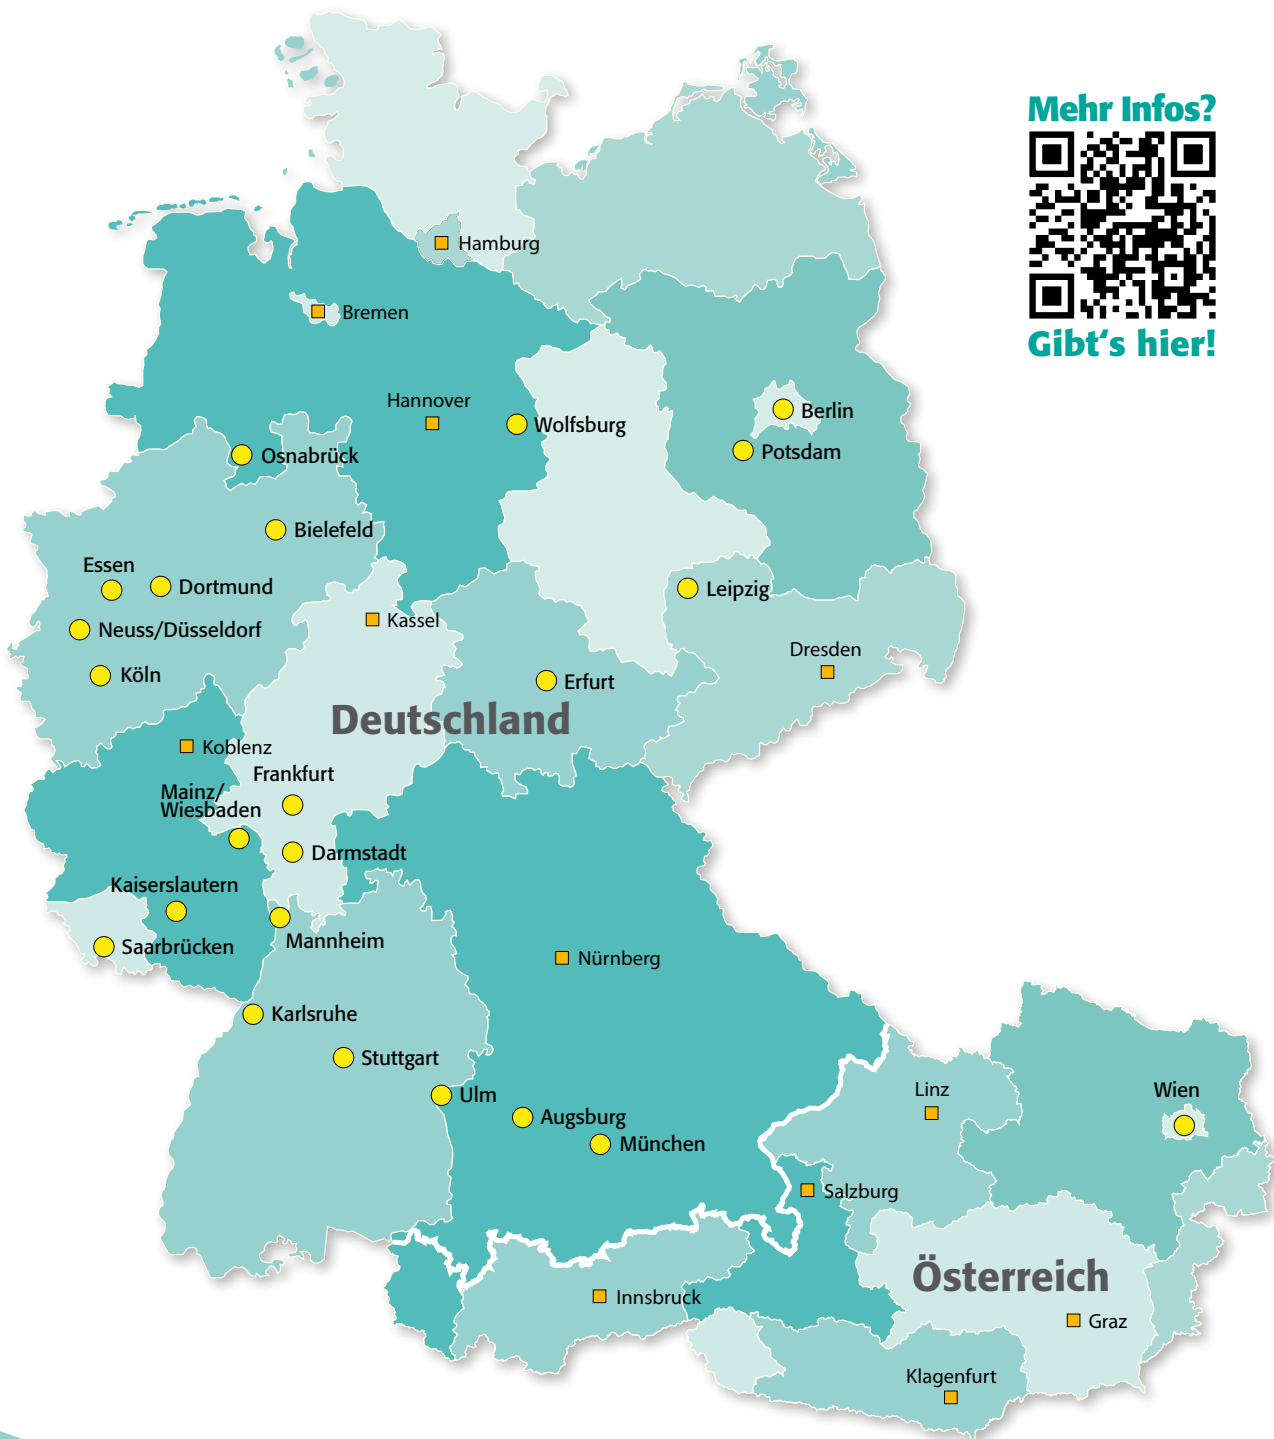 Mehr Infos?
Gibt‘s hier!
Hamburg
Bremen
Hannover
Wolfsburg
Berlin
Potsdam
Osnabrück
Bielefeld
Essen
Dortmund
Leipzig
Neuss/Düsseldorf
Kassel
Dresden
Köln
Erfurt
Deutschland
Koblenz
Frankfurt
Mainz/
Wiesbaden
Darmstadt
Kaiserslautern
Saarbrücken
Mannheim
Nürnberg
Karlsruhe
Stuttgart
Ulm
Augsburg
München
Linz
Wien
Salzburg
Österreich
Innsbruck
Graz
Klagenfurt